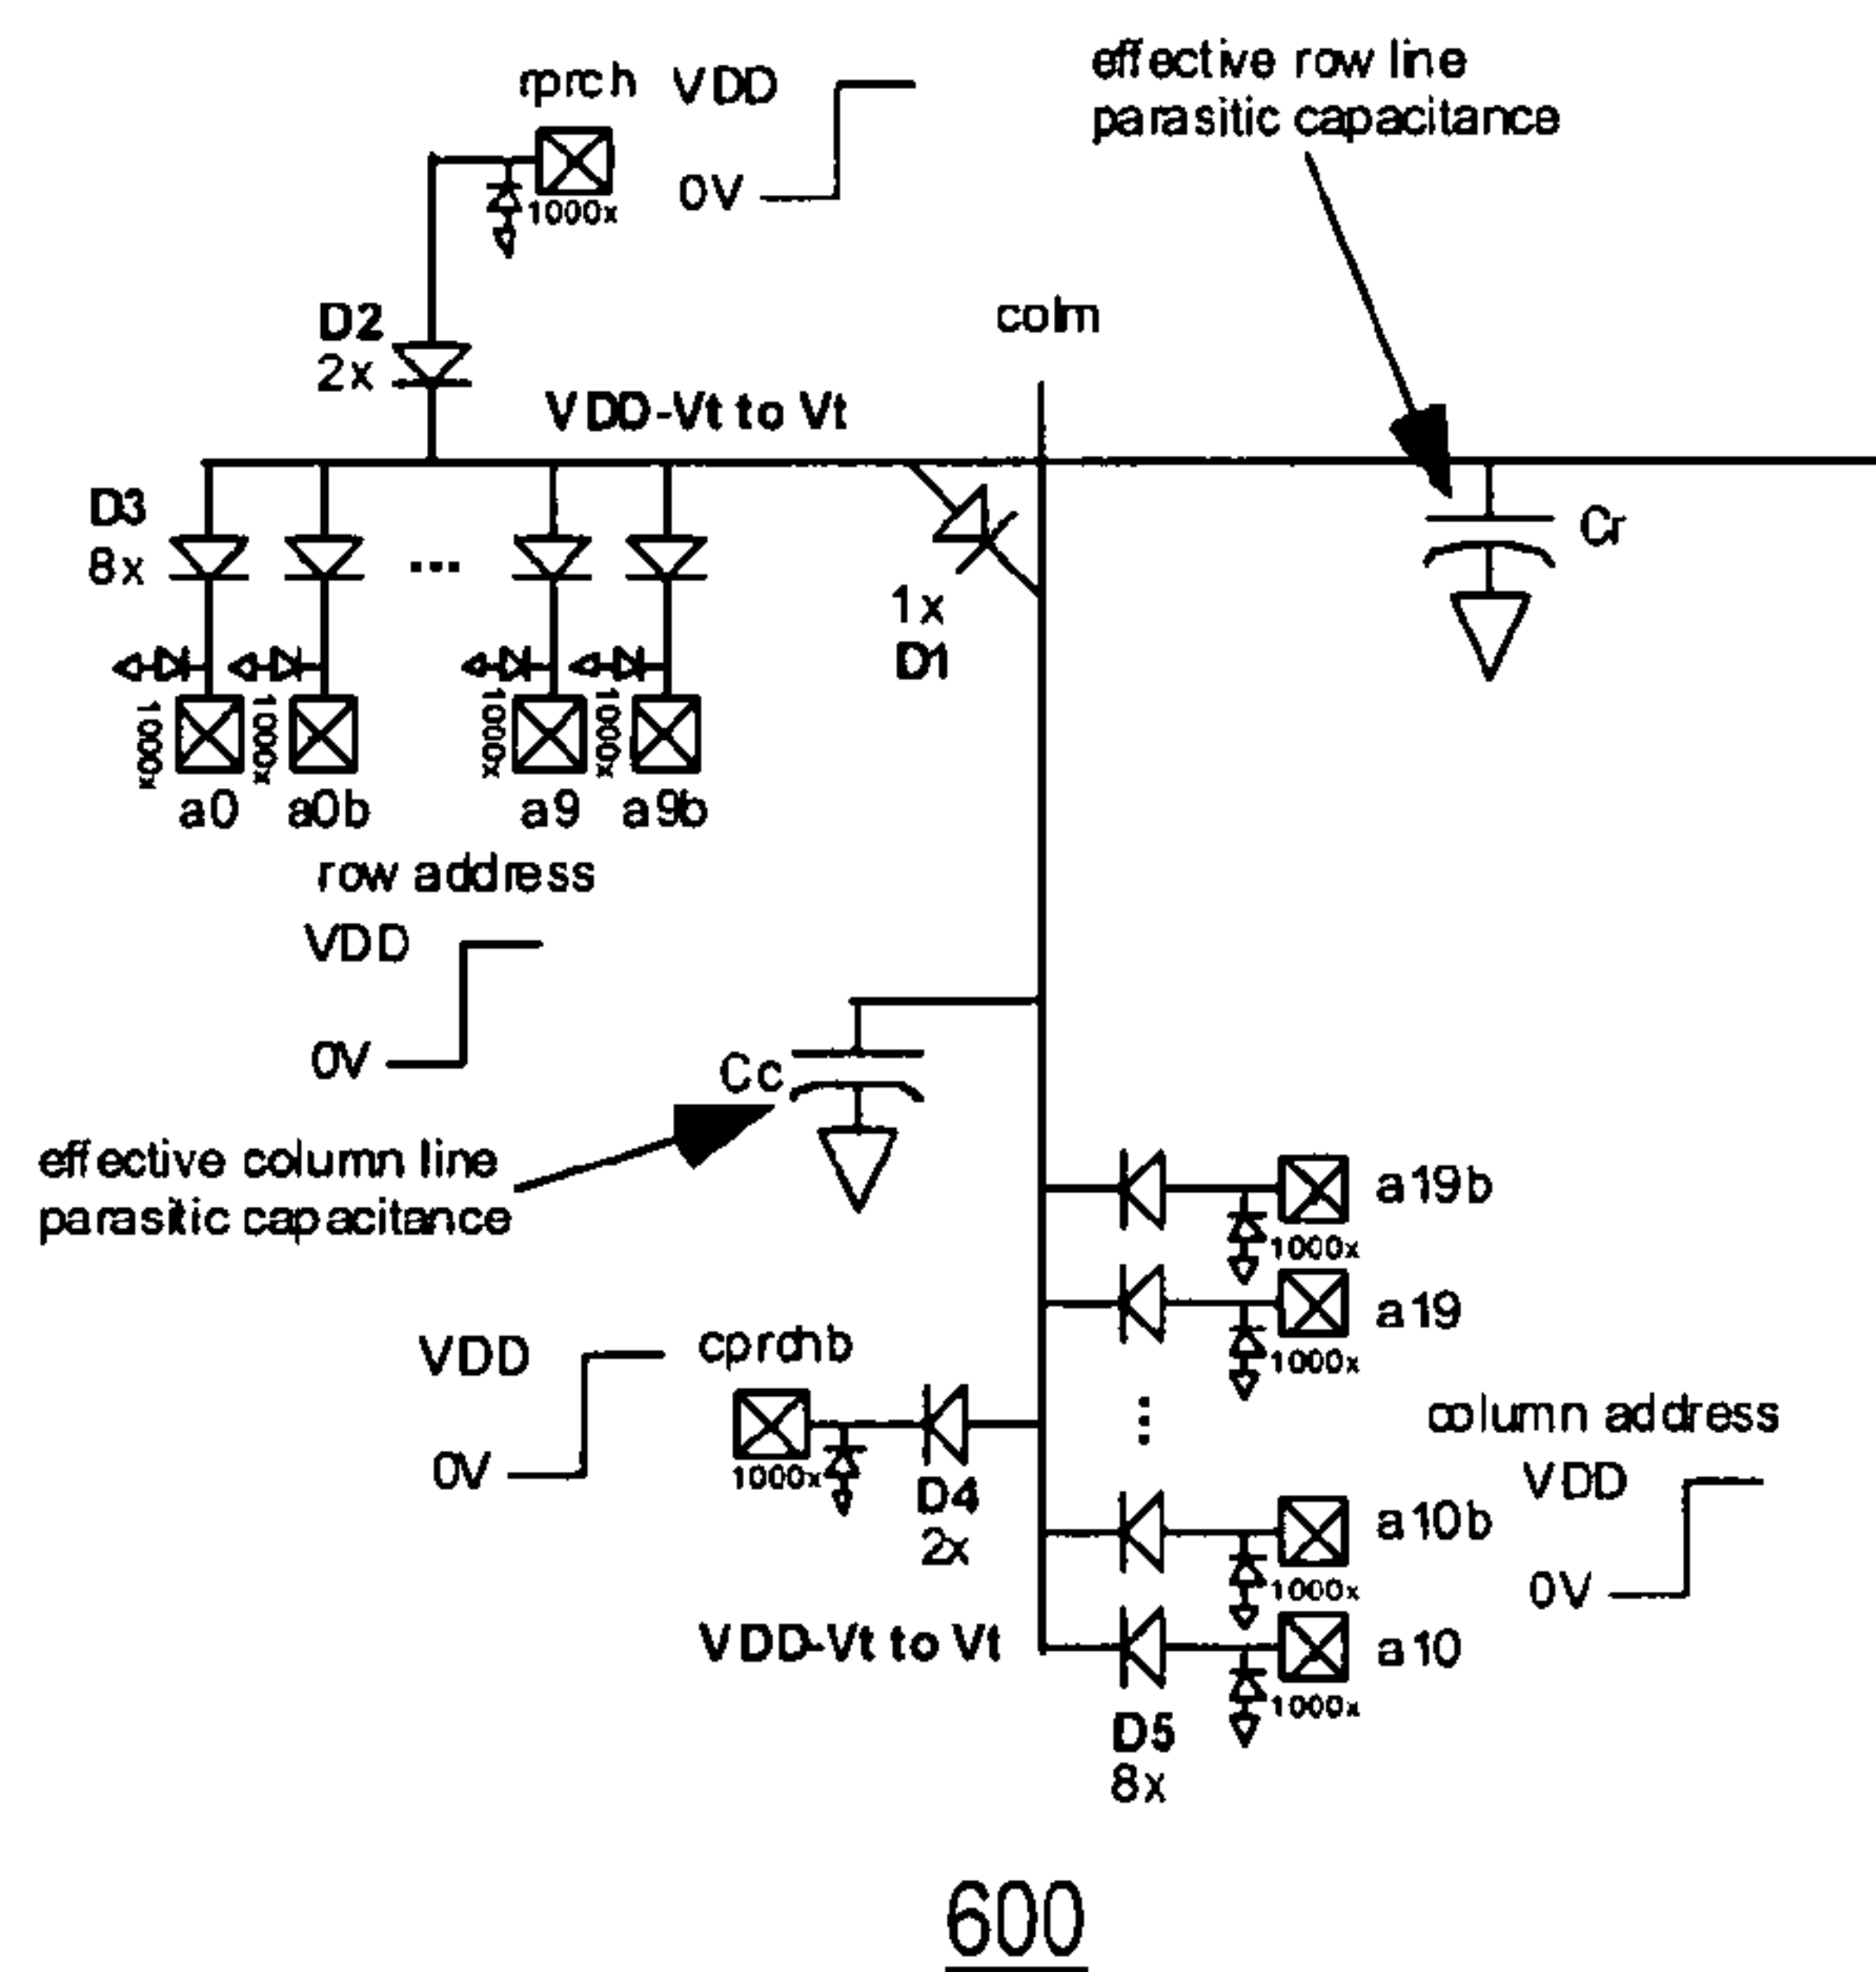 rprch
VDD
0V
1000x
effective row line
parasitic capacitance
D2
2x
colm
VDD-Vt to Vt
D3
8x
...
Cr
1x
D1
1000x
1000x
1000x
1000x
a0
a0b
a9
a9b
row address
VDD
0V
Cc
effective column line
parasitic capacitance
a19b
1000x
a19
1000x
VDD
0V
cprchb
1000x
D4
2x
column address
VDD
0V
a10b
1000x
VDD-Vt to Vt
a10
1000x
D5
8x
600